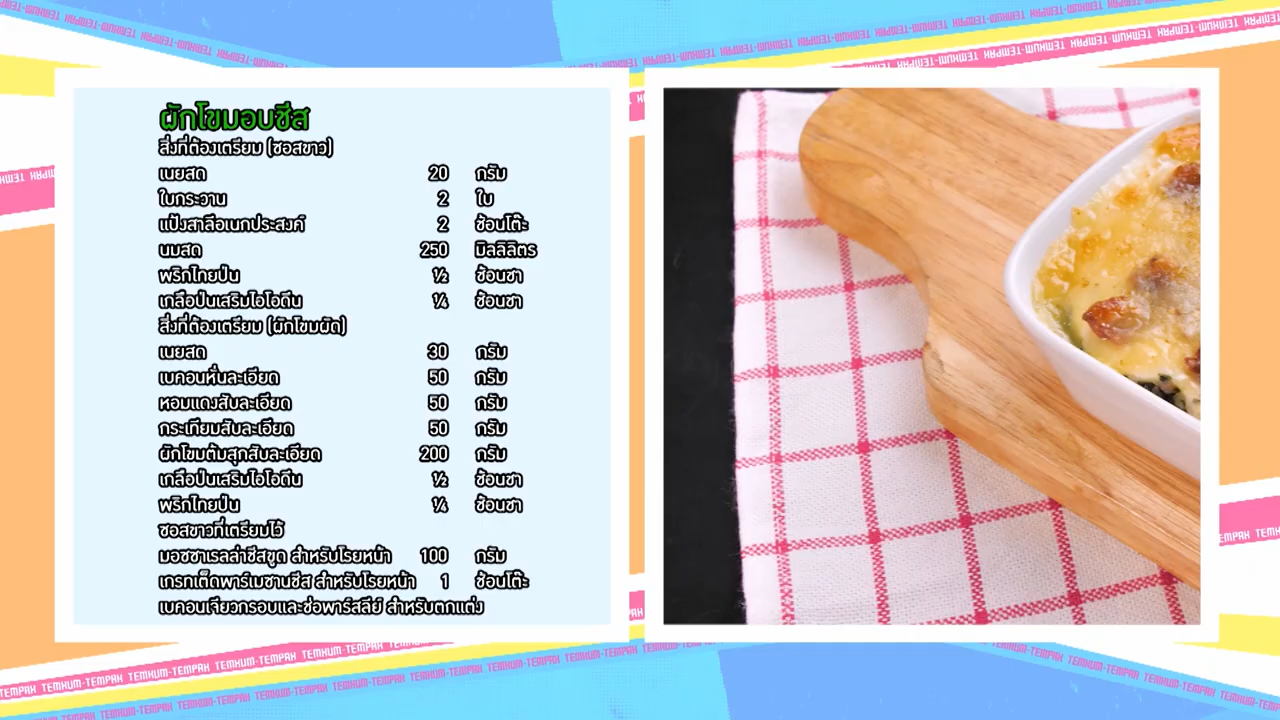 ผักโขมอบชีส
สิ่งที่ต้องเตรียม (ซอสขาว)
เนยสด 20 กรัม
ใบกระวาน 2 ใบ
แป้งสาลีอเนกประสงค์ 2 ช้อนโต๊ะ
นมสด 250 มิลลิลิตร
พริกไทยป่น ½ ช้อนชา
เกลือป่นเสริมไอโอดีน ¼ ช้อนชา
สิ่งที่ต้องเตรียม (ผักโขมผัด)
เนยสด 30 กรัม
เบคอนหั่นละเอียด 50 กรัม
หอมแดงสับละเอียด 50 กรัม
กระเทียมสับละเอียด 50 กรัม
ผักโขมต้มสุกสับละเอียด 200 กรัม
เกลือป่นเสริมไอโอดีน ½ ช้อนชา
พริกไทยป่น ¼ ช้อนชา
ซอสขาวที่เตรียมไว้
มอซซาเรลล่าชีสขูด สำหรับโรยหน้า 100 กรัม
เกรทเต็ดพาร์เมซานชีส สำหรับโรยหน้า 1 ช้อนโต๊ะ
เบคอนเจียวกรอบและช่อพาร์สลีย์ สำหรับตกแต่ง
TEMKUM-TEMPAK TEMKUM-TEMPAK TEMKUM-TEMPAK TEMKUM-TEMPAK